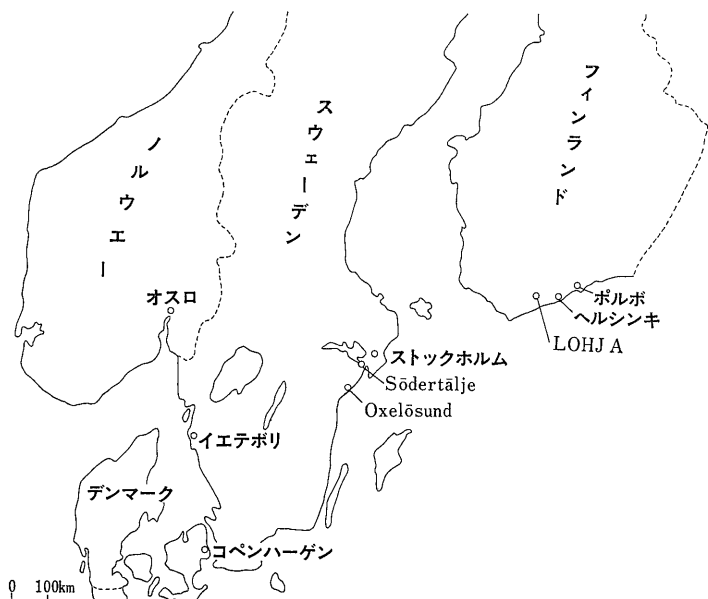 フィンランド
スウェーデン
ノルウエー
オスロ
ポルボ
ヘルシンキ
LOHJA
ストックホルム
Södertälje
Oxelösund
イエテボリ
デンマーク
コペンハーゲン
0 100km